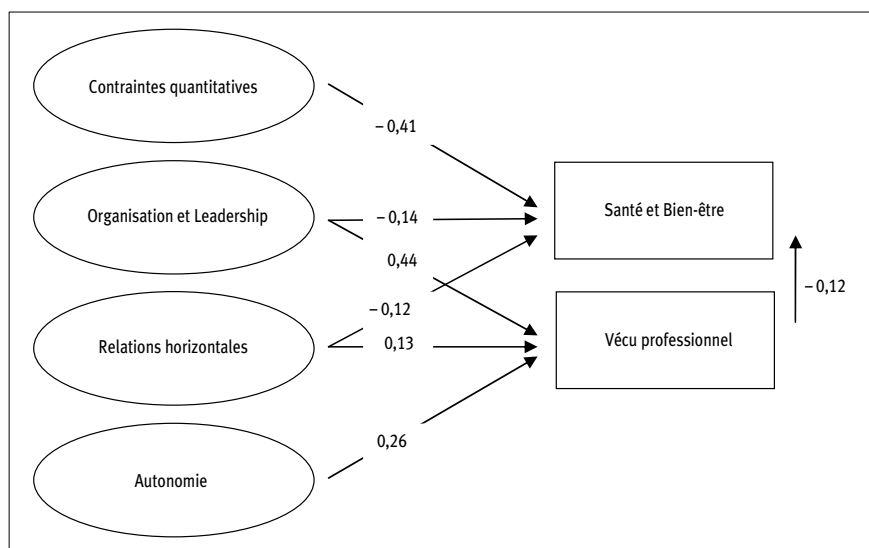 Contraintes quantitatives
– 0,41
Organisation et Leadership
– 0,14
Santé et Bien-être
0,44
– 0,12
– 0,12
Relations horizontales
0,13
Vécu professionnel
0,26
Autonomie